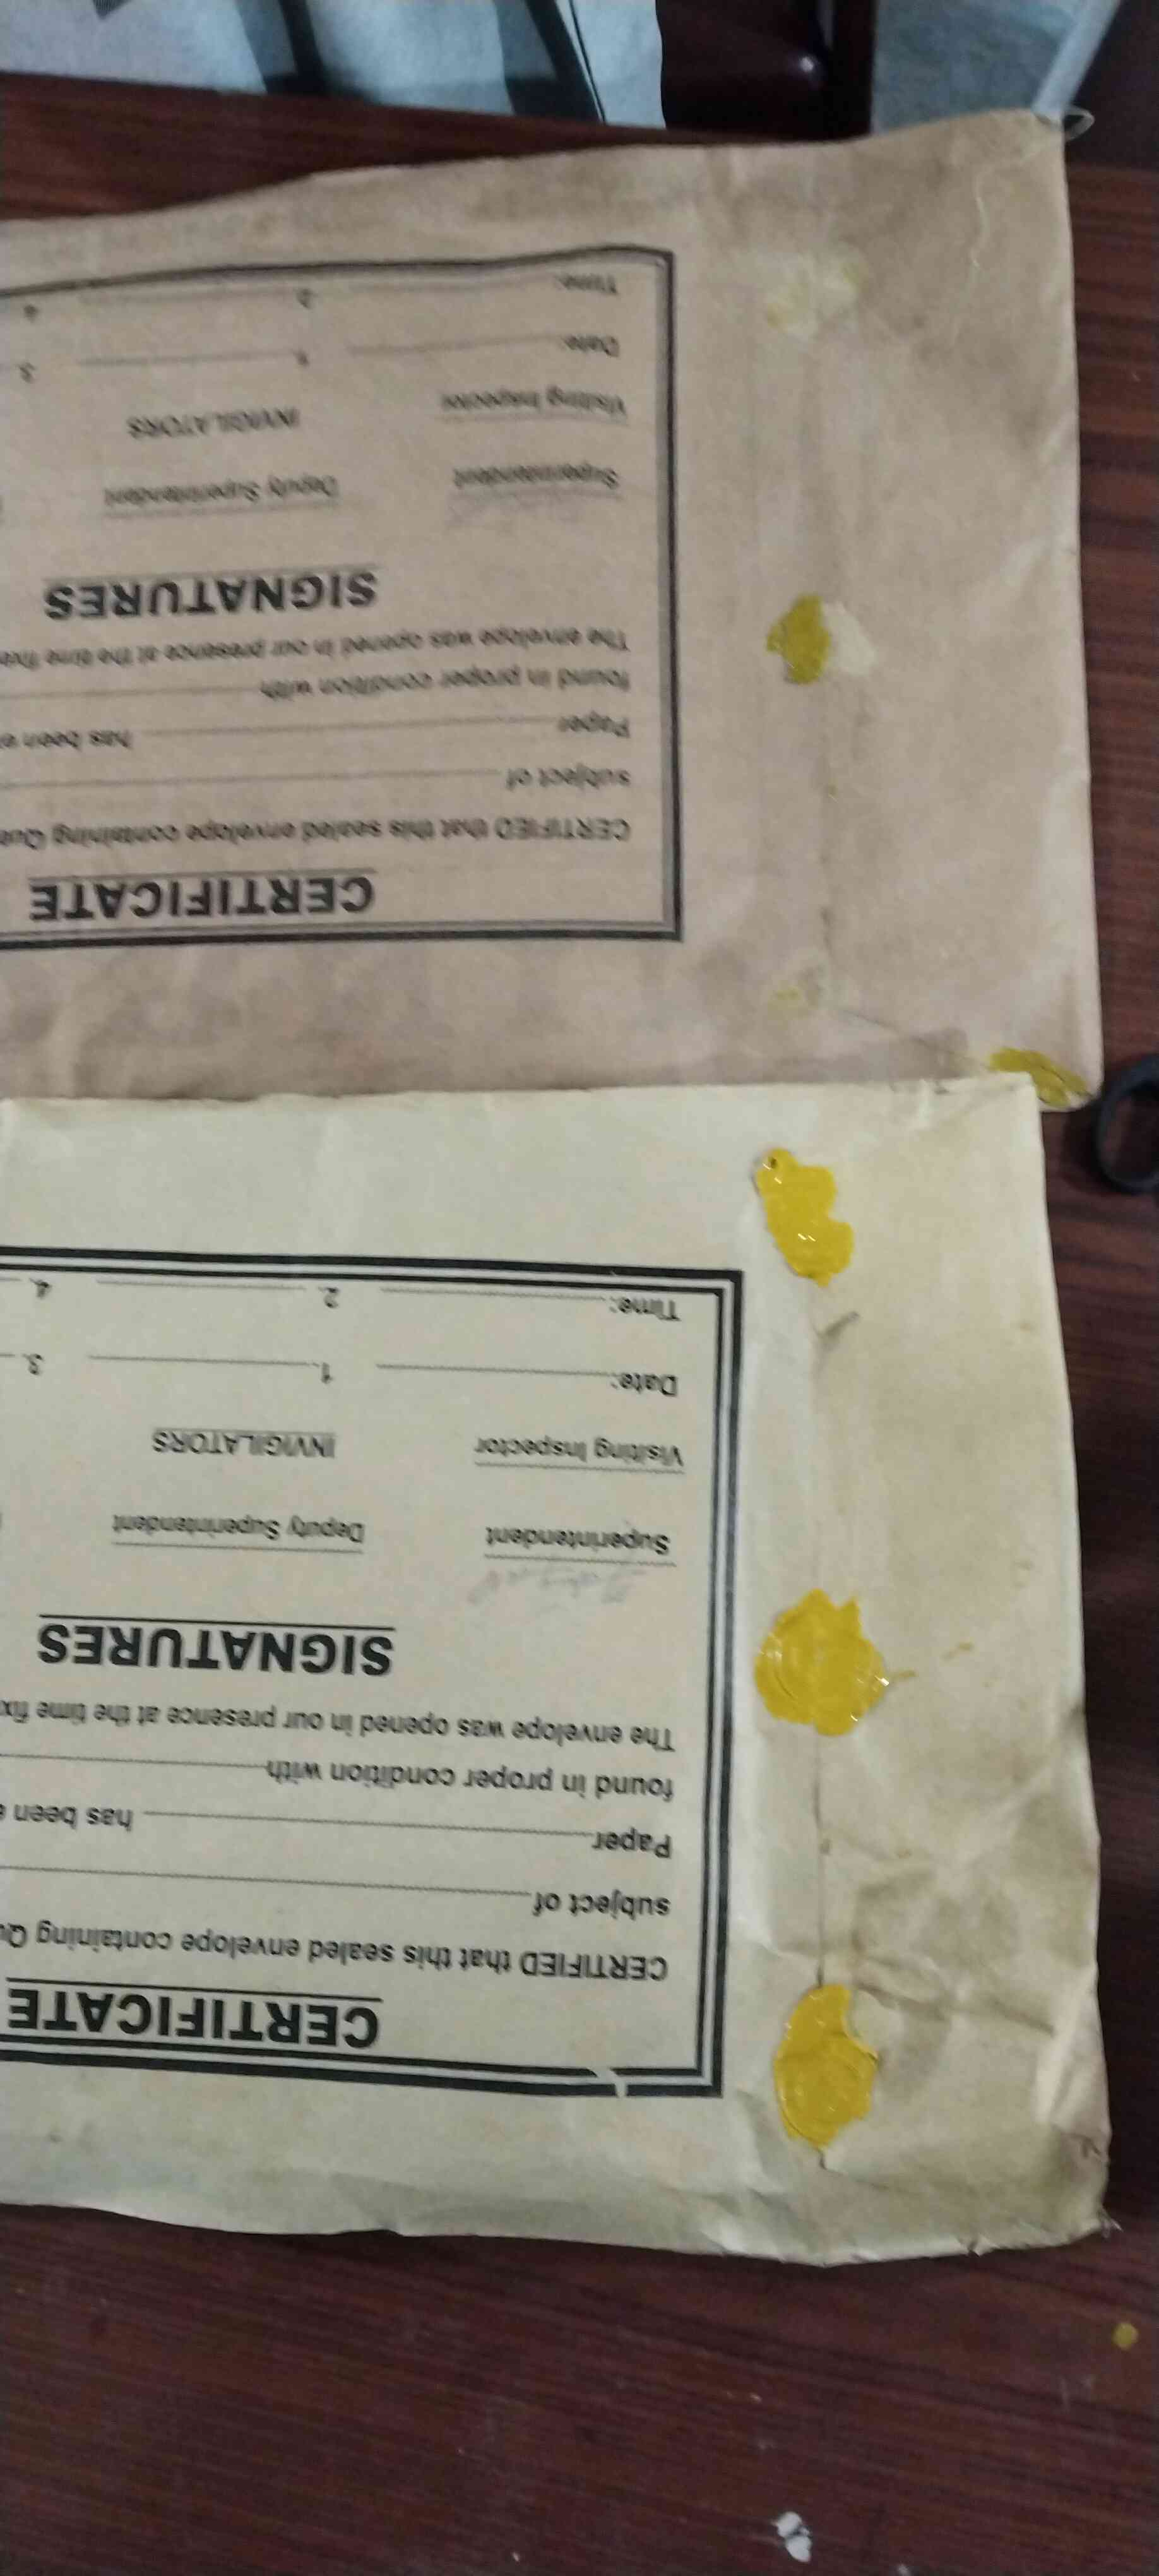 CERTIFICATE
CERTIFIED that this sealed envelope containing
subject of
Paper has been
found in proper condition with
The envelope was opened in our presence at the time
SIGNATURES
Superintendent Deputy Superintendent
Visiting Inspector INVIGILATORS
Date: 1. 3.
Time: 2. 4.
CERTIFICATE
CERTIFIED that this sealed envelope containing
subject of
Paper has been
found in proper condition with
The envelope was opened in our presence at the time
SIGNATURES
Superintendent Deputy Superintendent
Visiting Inspector INVIGILATORS
Date: 1. 3.
Time: 2. 4.